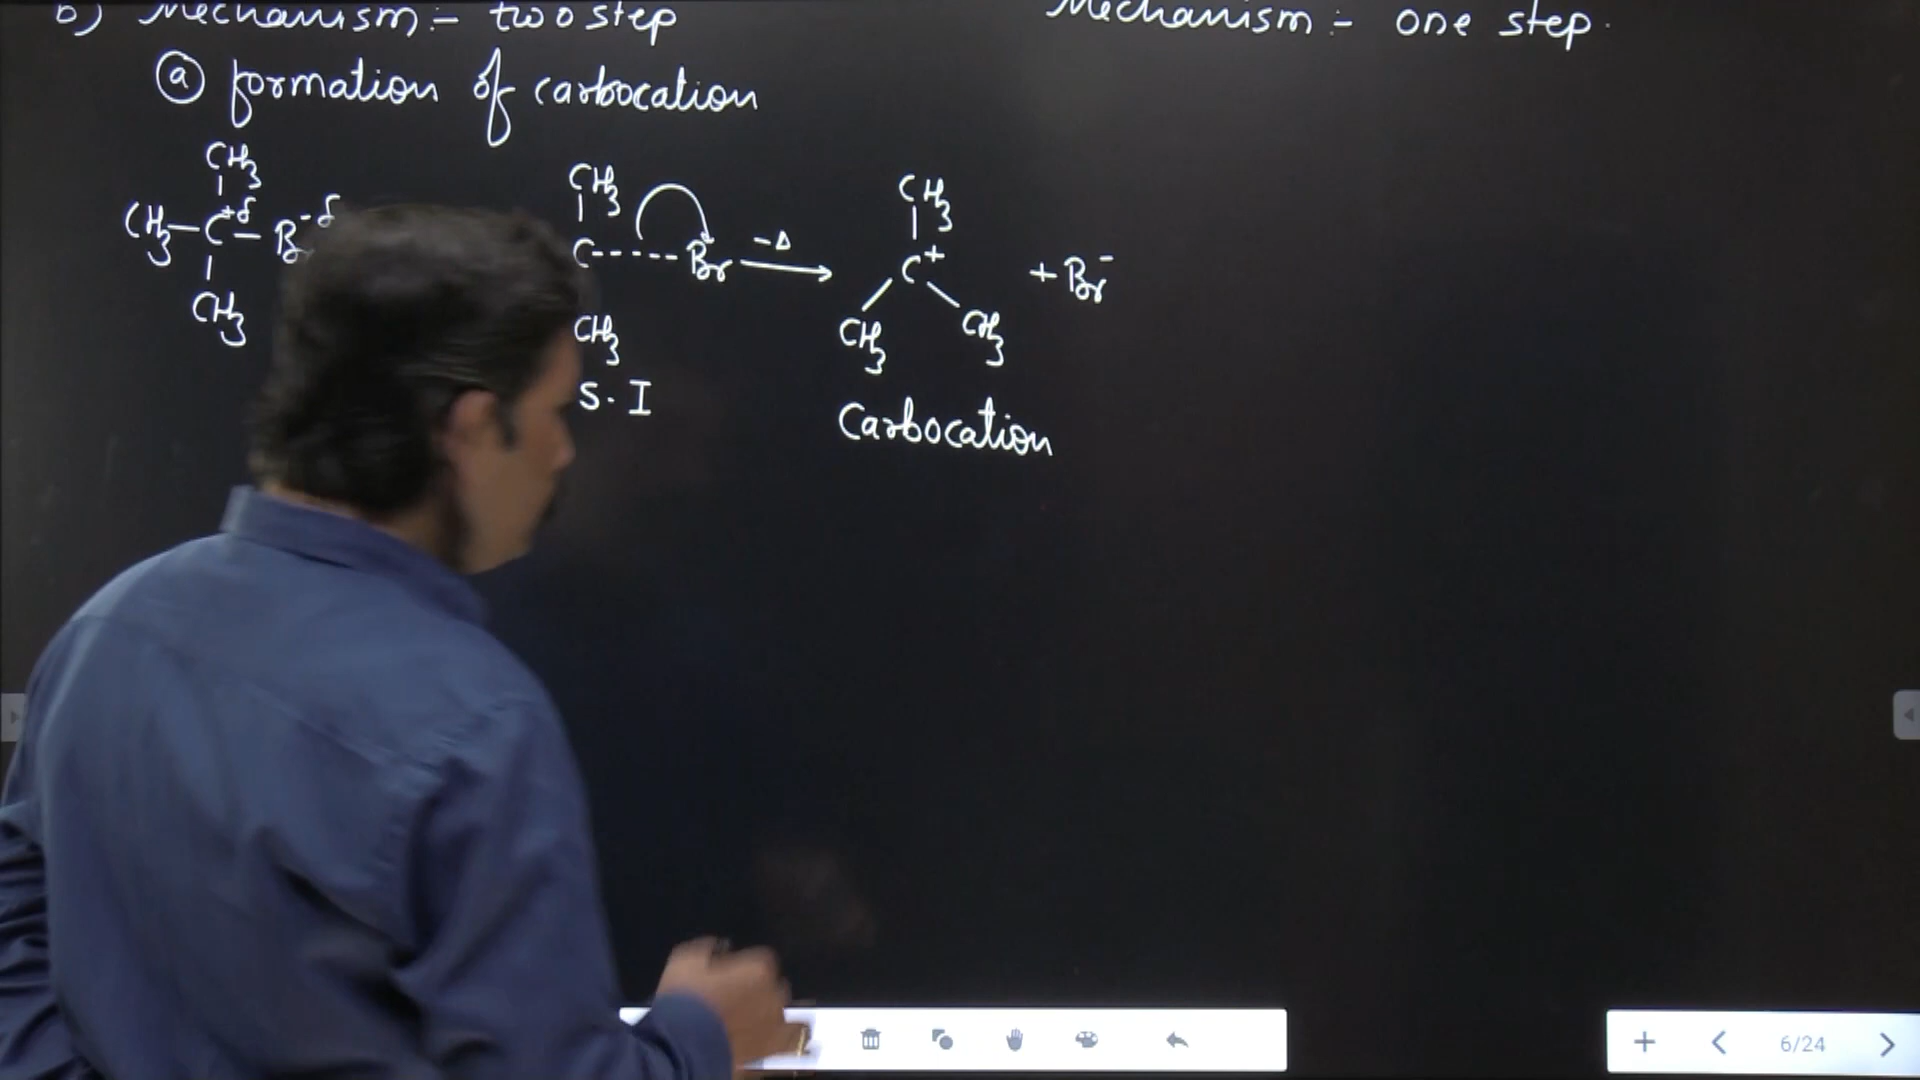 b) Mechanism :- two step
Mechanism :- one step.
ⓐ formation of carbocation
CH3 CH3 CH3
CH3 - C+δ - B -δ C ----- Br -Δ → C+ + Br-
CH3 CH3 CH3 CH3
S. I
Carbocation
6/24